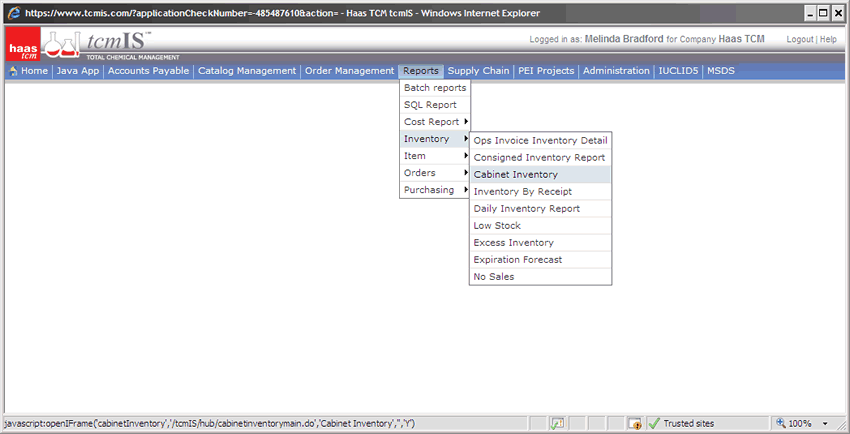 https://www.tcmis.com/?applicationCheckNumber=-485487610&action= - Haas TCM tcmIS - Windows Internet Explorer
haas tcm
tcmIS™
TOTAL CHEMICAL MANAGEMENT
Logged in as: Melinda Bradford for Company Haas TCM
Logout | Help
Home | Java App | Accounts Payable | Catalog Management | Order Management | Reports | Supply Chain | PEI Projects | Administration | IUCLID5 | MSDS
Batch reports
SQL Report
Cost Report
Inventory
Item
Orders
Purchasing
Ops Invoice Inventory Detail
Consigned Inventory Report
Cabinet Inventory
Inventory By Receipt
Daily Inventory Report
Low Stock
Excess Inventory
Expiration Forecast
No Sales
javascript:openIFrame('cabinetInventory','/tcmIS/hub/cabinetinventorymain.do','Cabinet Inventory','','Y')
Trusted sites
100%